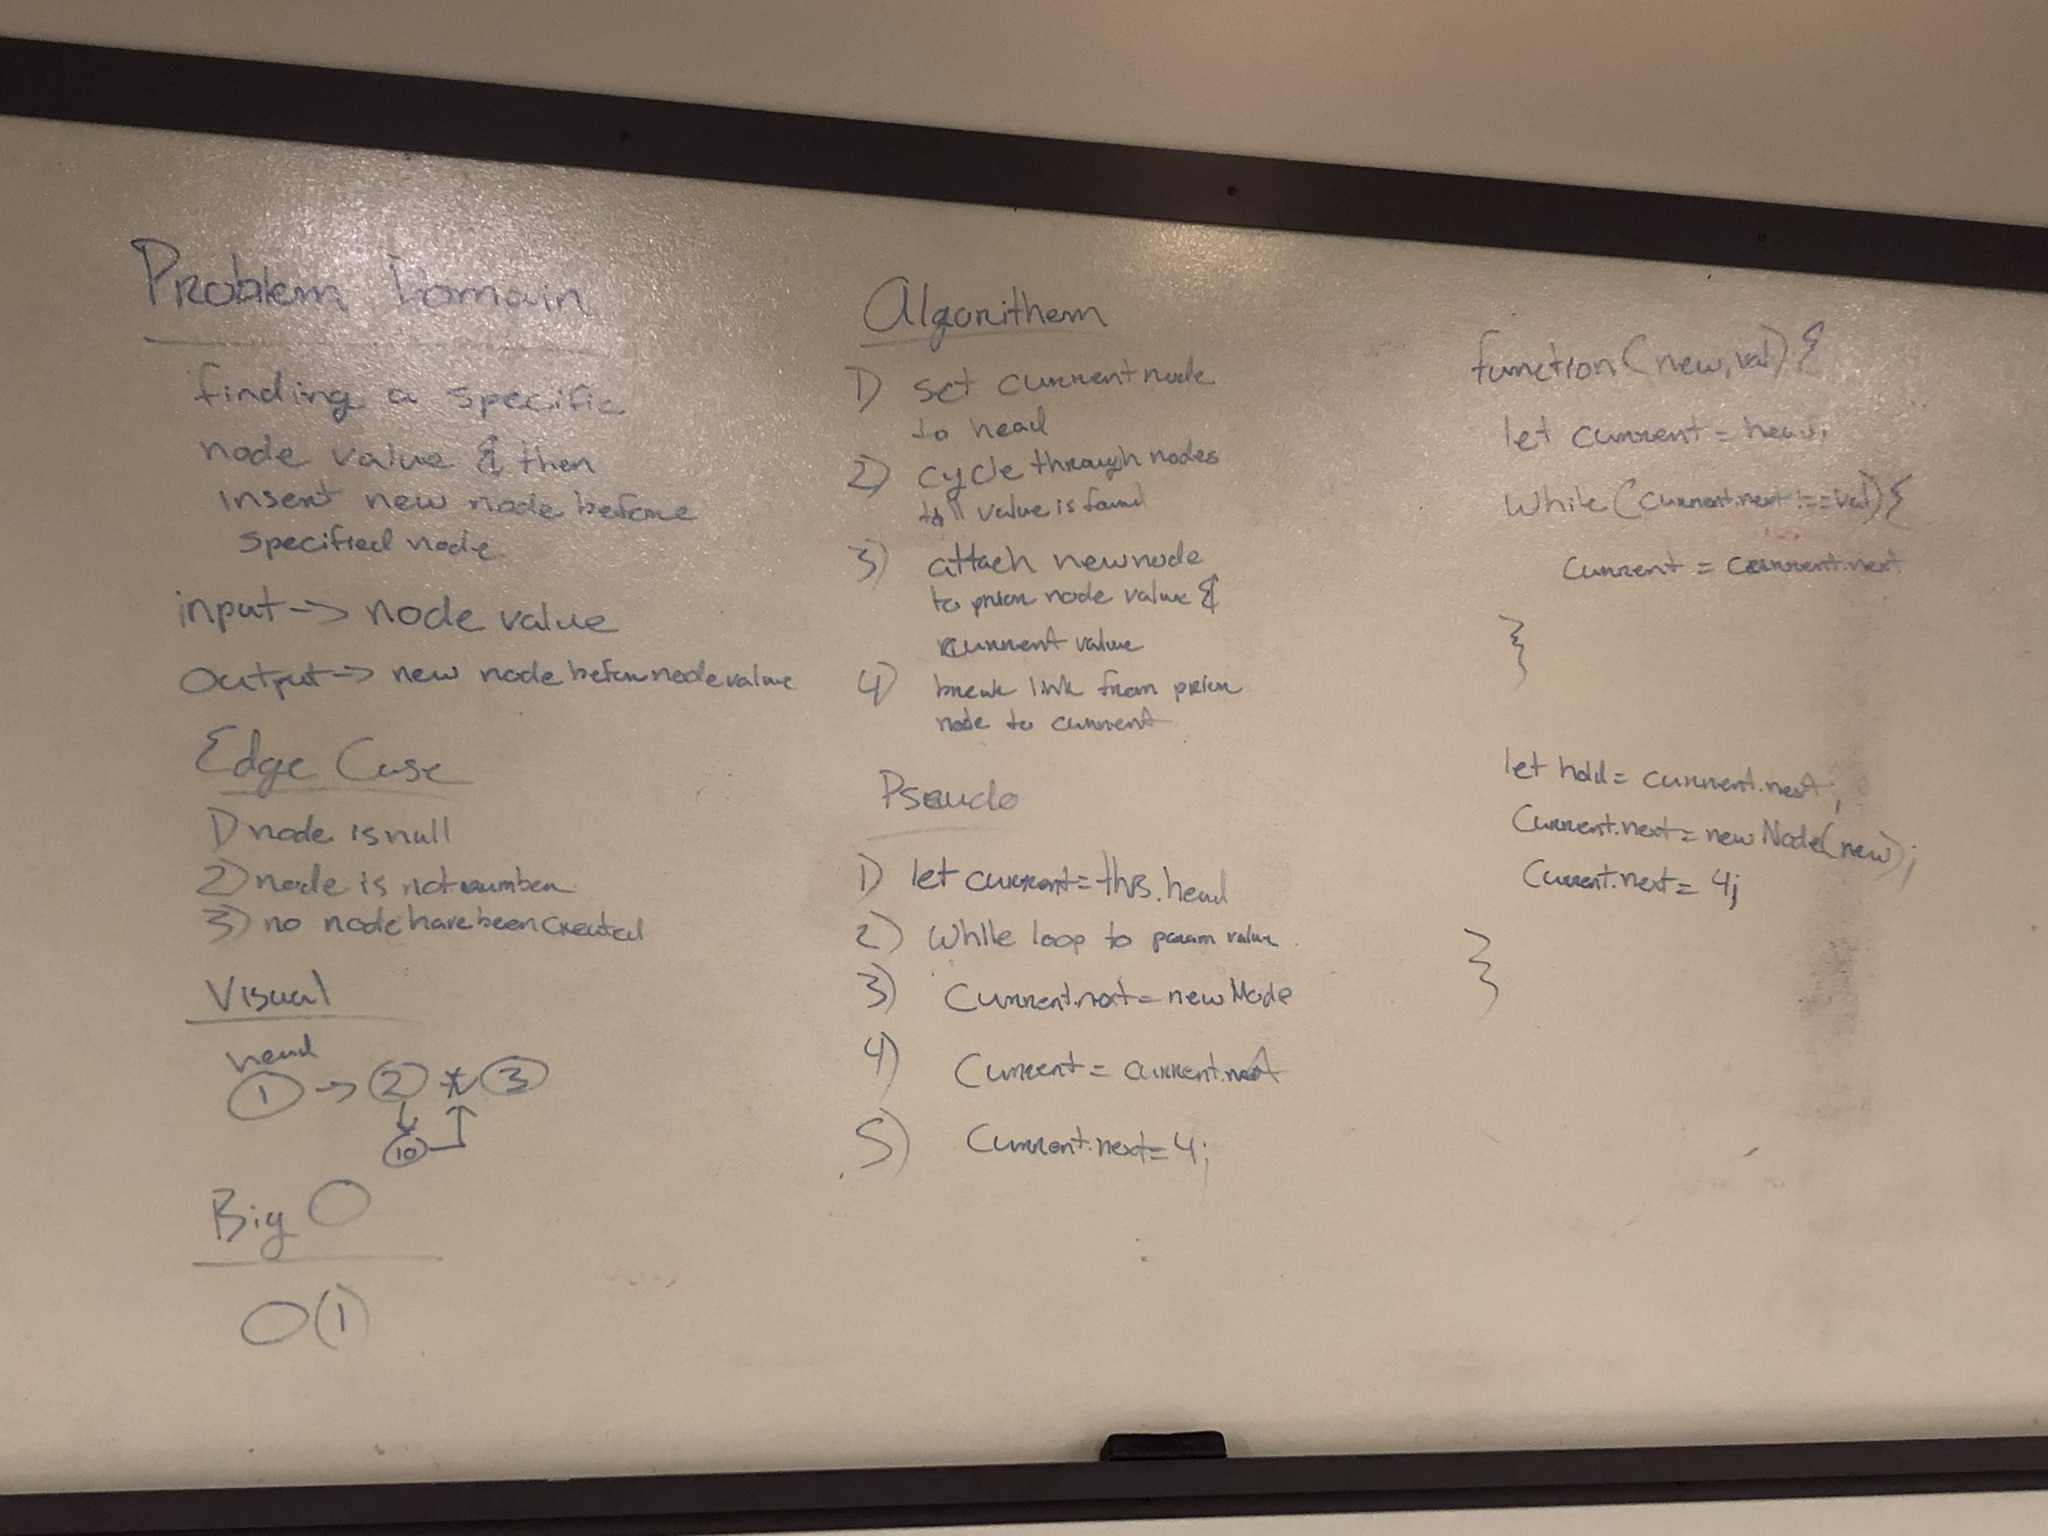 Problem Domain
finding a specific
node value & then
insert new node before
specified node
input -> node value
output -> new node before node value
Edge Case
1) node is null
2) node is not number
3) no node have been created
Visual
head
1 -> 2 x 3
10
Big O
O(1)
Algorithem
1) set current node
to head
2) cycle through nodes
till value is found
3) attach new node
to prior node value &
current value
4) break link from prior
node to current
Pseudo
1) let current = this.head
2) While loop to param value
3) Current.next = new Node
4) Current = current.next
5) Current.next = 4;
function(new, val) {
let current = head;
While(current.next !== val) {
Current = current.next
}
let hold = current.next;
Current.next = new Node(new);
Current.next = 4;
}